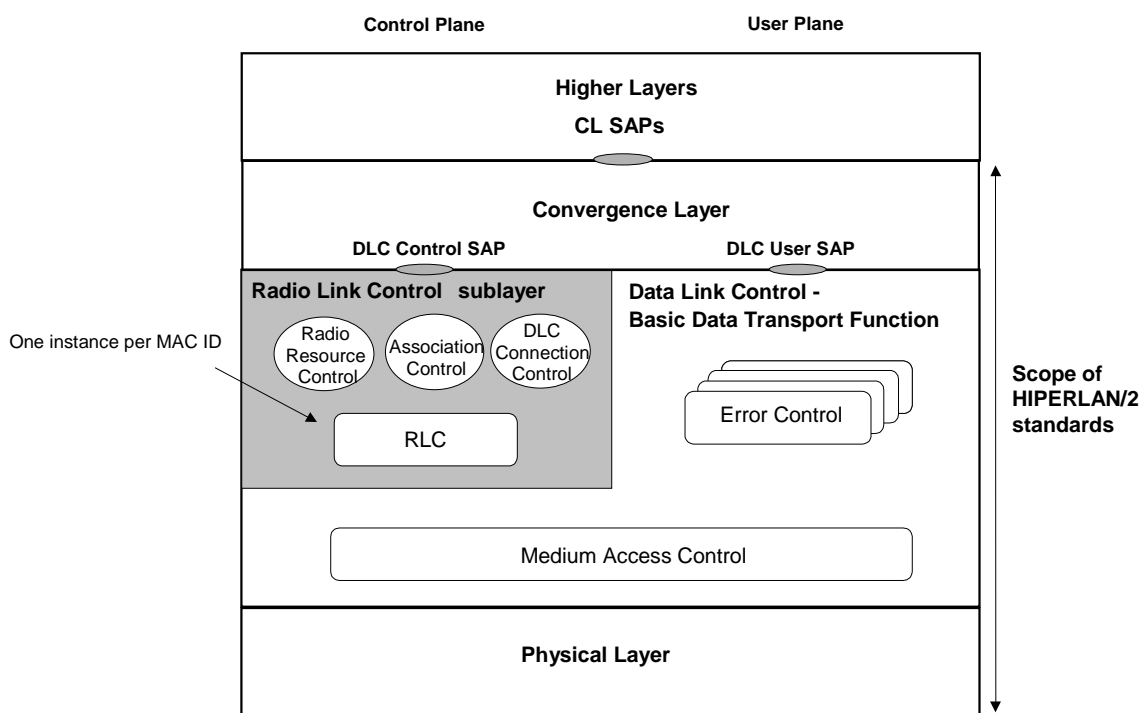 Control Plane
User Plane
Higher Layers
CL SAPs
Convergence Layer
DLC Control SAP
DLC User SAP
Radio Link Control sublayer
Data Link Control -
Basic Data Transport Function
Radio
Resource
Control
Association
Control
DLC
Connection
Control
One instance per MAC ID
RLC
Error Control
Scope of
HIPERLAN/2
standards
Medium Access Control
Physical Layer